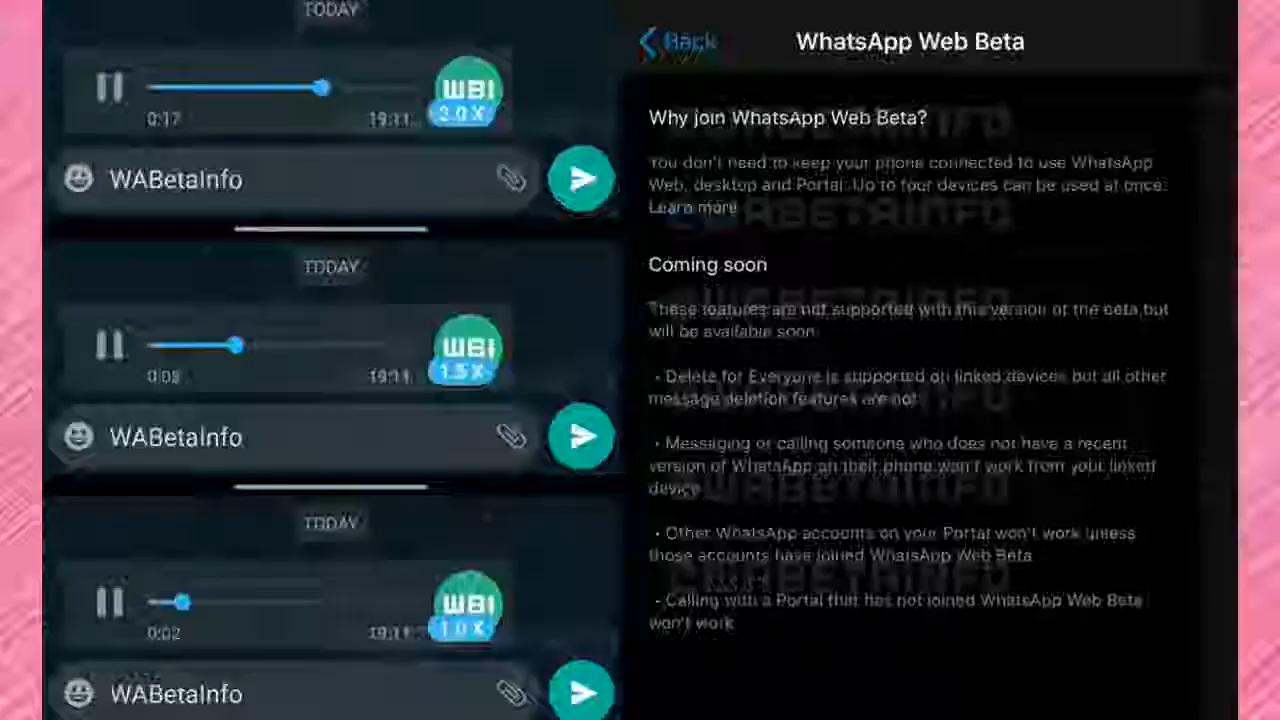 TODAY
0:17
19:11
WBI
2.0 X
WABetaInfo
TODAY
0:08
19:11
WBI
1.5 X
WABetaInfo
TODAY
0:02
19:11
WBI
1.0 X
WABetaInfo
Back
WhatsApp Web Beta
Why join WhatsApp Web Beta?
You don't need to keep your phone connected to use WhatsApp
Web, desktop and Portal. Up to four devices can be used at once.
Learn more
Coming soon
These features are not supported with this version of the beta but
will be available soon:
• Delete for Everyone is supported on linked devices, but all other
message deletion features are not
• Messaging or calling someone who does not have a recent
version of WhatsApp on their phone won't work from your linked
device
• Other WhatsApp accounts on your Portal won't work unless
those accounts have joined WhatsApp Web Beta
• Calling with a Portal that has not joined WhatsApp Web Beta
won't work